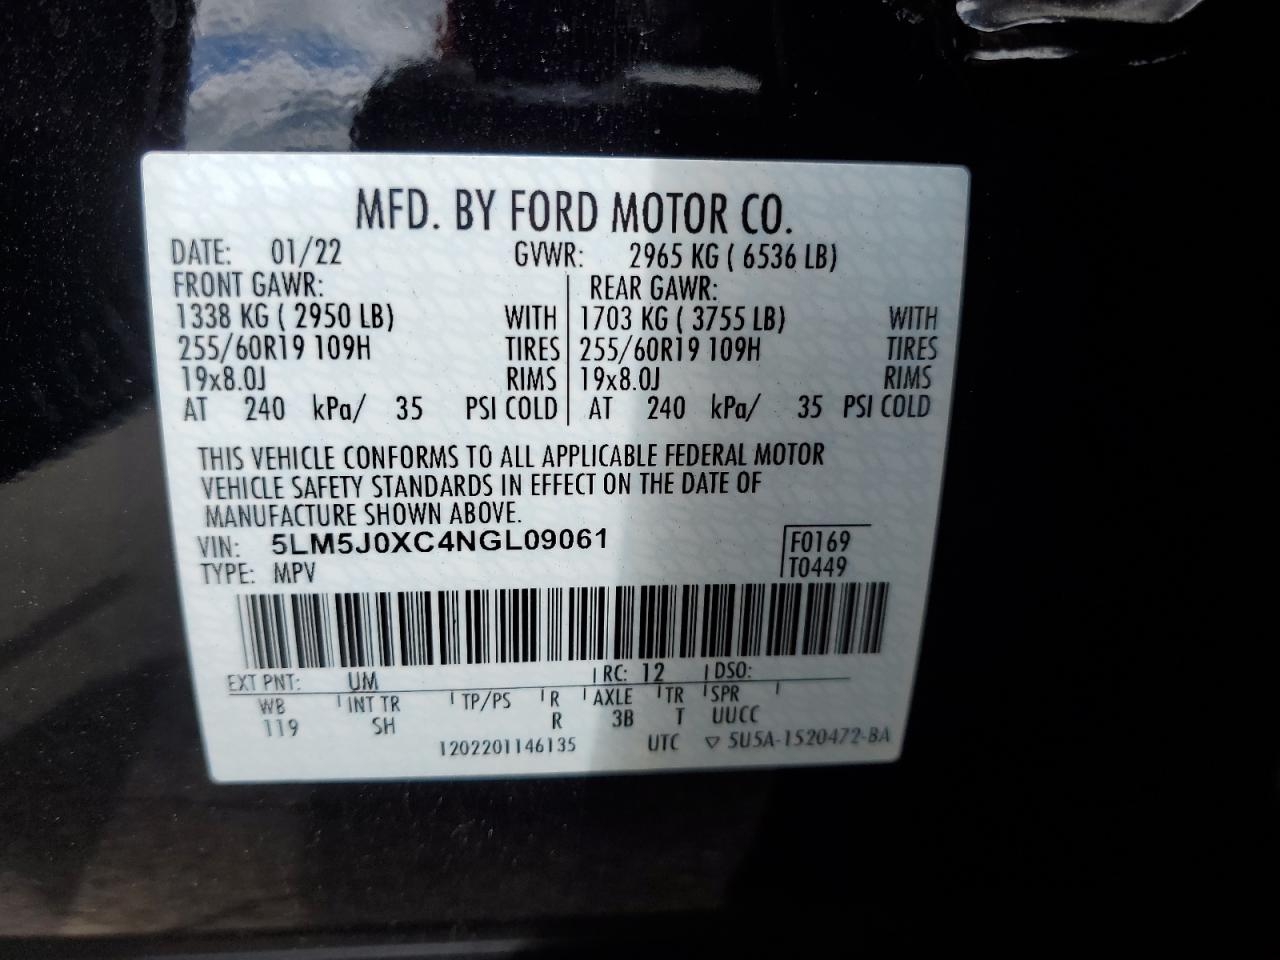 MFD. BY FORD MOTOR CO.
DATE: 01/22 GVWR: 2965 KG ( 6536 LB)
FRONT GAWR: REAR GAWR:
1338 KG ( 2950 LB) WITH 1703 KG ( 3755 LB) WITH
255/60R19 109H TIRES 255/60R19 109H TIRES
19x8.0J RIMS 19x8.0J RIMS
AT 240 kPa/ 35 PSI COLD AT 240 kPa/ 35 PSI COLD
THIS VEHICLE CONFORMS TO ALL APPLICABLE FEDERAL MOTOR
VEHICLE SAFETY STANDARDS IN EFFECT ON THE DATE OF
MANUFACTURE SHOWN ABOVE.
VIN: 5LM5J0XC4NGL09061 F0169
TYPE: MPV T0449
EXT PNT: UM RC: 12 DSO:
WB INT TR TP/PS R AXLE TR SPR
119 SH R 3B T UUCC
1202201146135 UTC ▽ 5U5A-1520472-BA